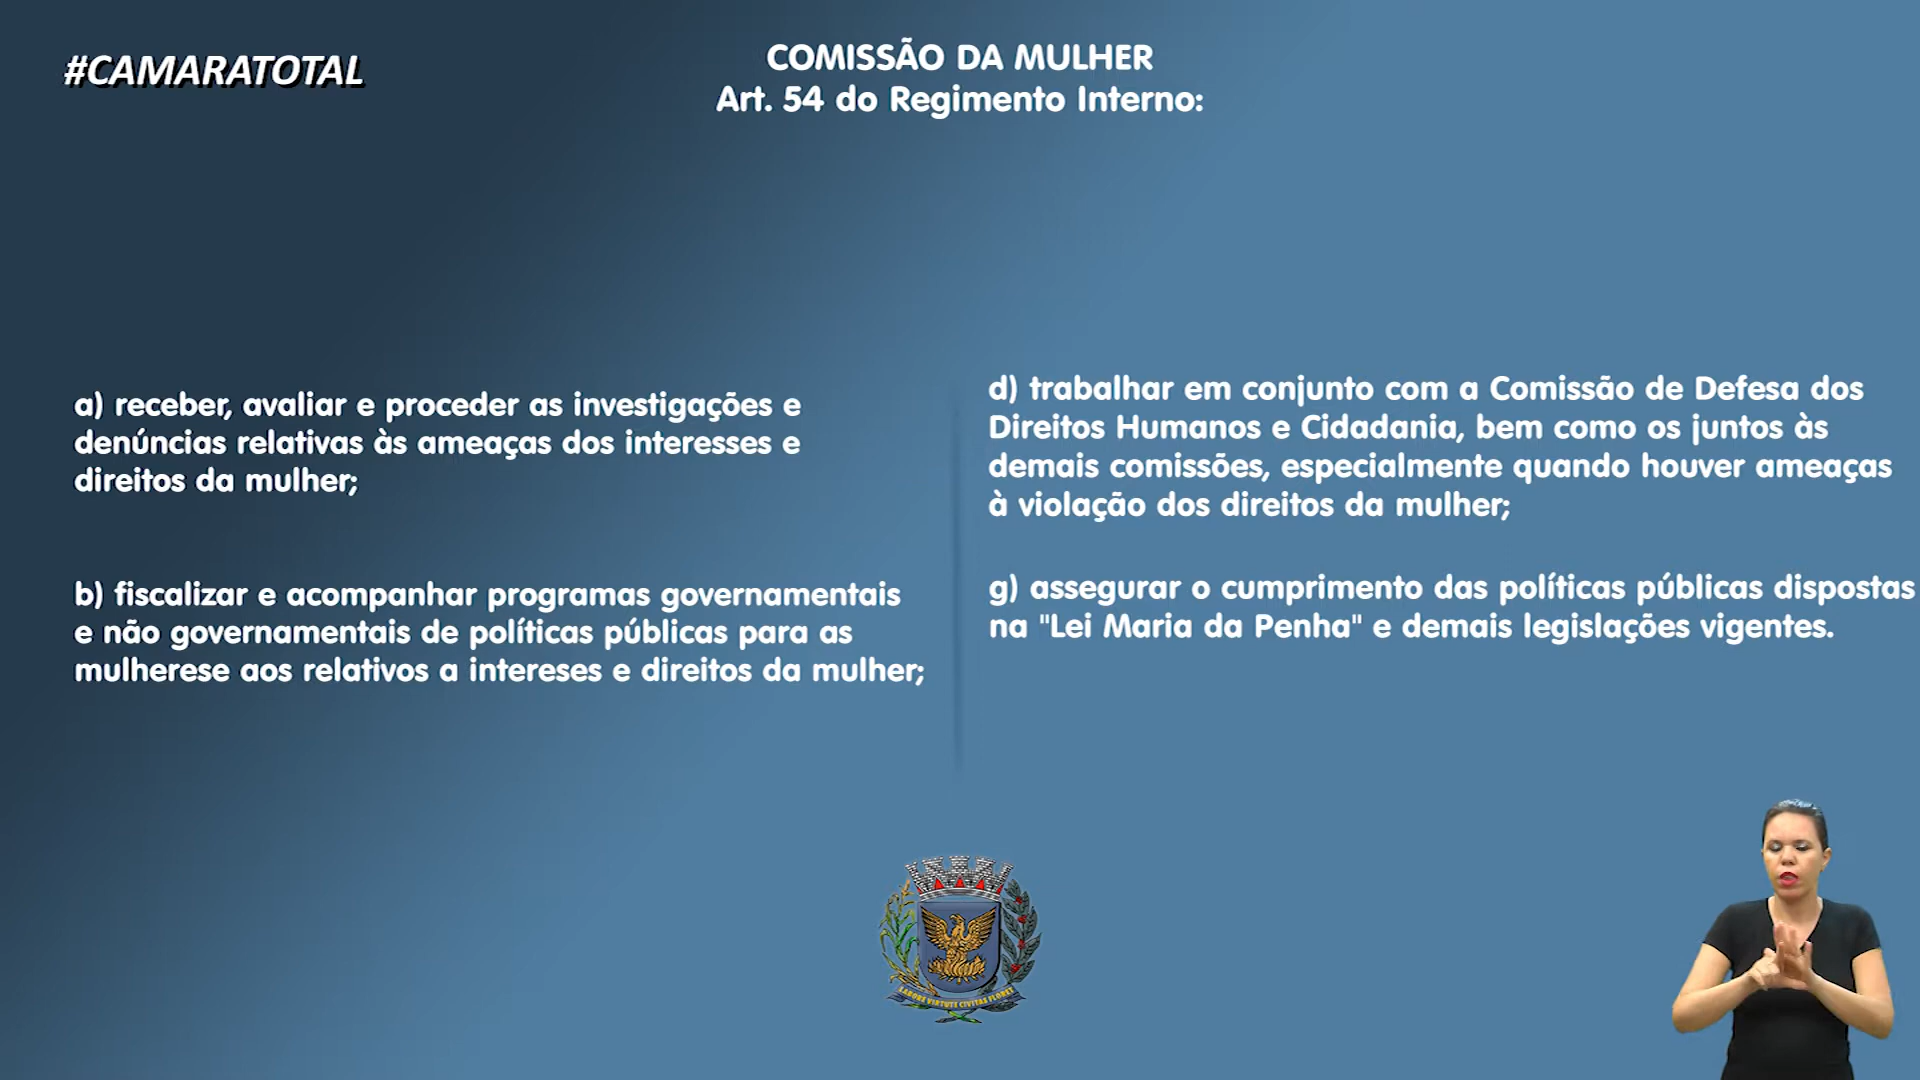 #CAMARATOTAL
COMISSÃO DA MULHER
Art. 54 do Regimento Interno:
a) receber, avaliar e proceder as investigações e
denúncias relativas às ameaças dos interesses e
direitos da mulher;
b) fiscalizar e acompanhar programas governamentais
e não governamentais de políticas públicas para as
mulherese aos relativos a intereses e direitos da mulher;
d) trabalhar em conjunto com a Comissão de Defesa dos
Direitos Humanos e Cidadania, bem como os juntos às
demais comissões, especialmente quando houver ameaças
à violação dos direitos da mulher;
g) assegurar o cumprimento das políticas públicas dispostas
na "Lei Maria da Penha" e demais legislações vigentes.
LABORE VIRTUTE CIVITAS FLORET